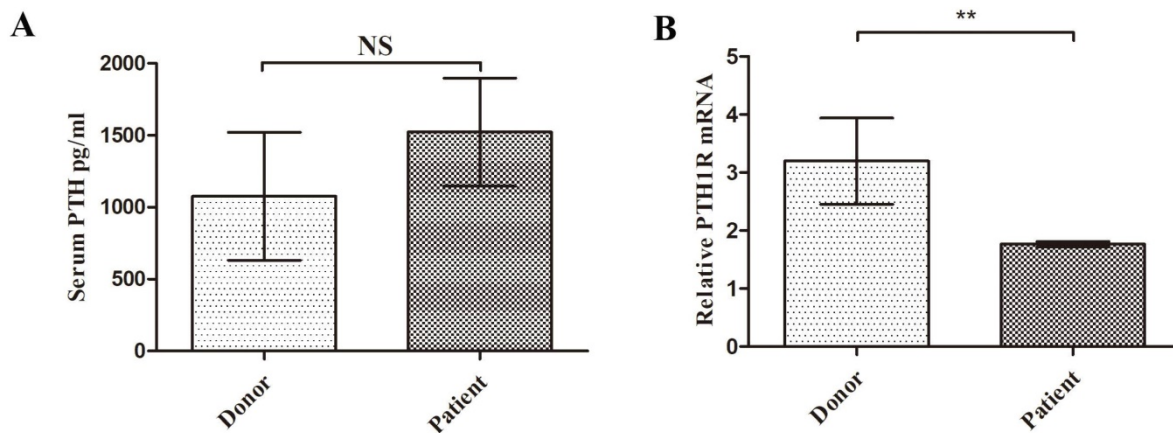 A
NS
Serum PTH pg/ml
2000
1500
1000
500
0
Donor
Patient
B
**
Relative PTH1R mRNA
5
4
3
2
1
0
Donor
Patient